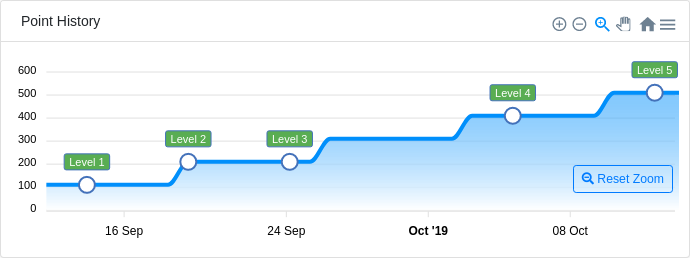 Point History
600
500
400
300
200
100
0
Level 1
Level 2
Level 3
Level 4
Level 5
Reset Zoom
16 Sep
24 Sep
Oct '19
08 Oct